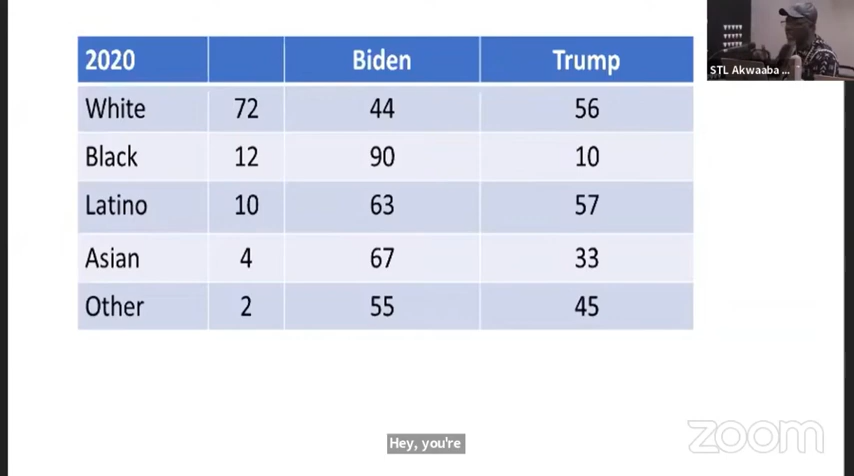 2020 Biden Trump
White 72 44 56
Black 12 90 10
Latino 10 63 57
Asian 4 67 33
Other 2 55 45
STL Akwaaba ...
Hey, you're
zoom